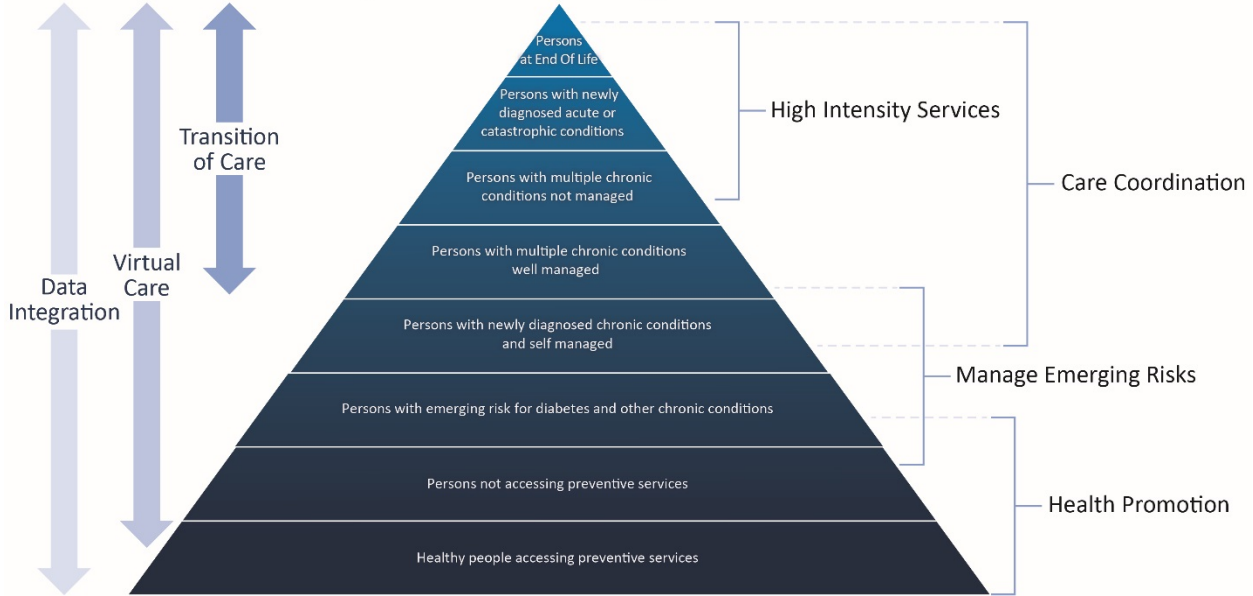 Persons
at End Of Life
Persons with newly
diagnosed acute or
catastrophic conditions
Persons with multiple chronic
conditions not managed
Persons with multiple chronic conditions
well managed
Persons with newly diagnosed chronic conditions
and self managed
Persons with emerging risk for diabetes and other chronic conditions
Persons not accessing preventive services
Healthy people accessing preventive services
Data
Integration
Virtual
Care
Transition
of Care
High Intensity Services
Care Coordination
Manage Emerging Risks
Health Promotion